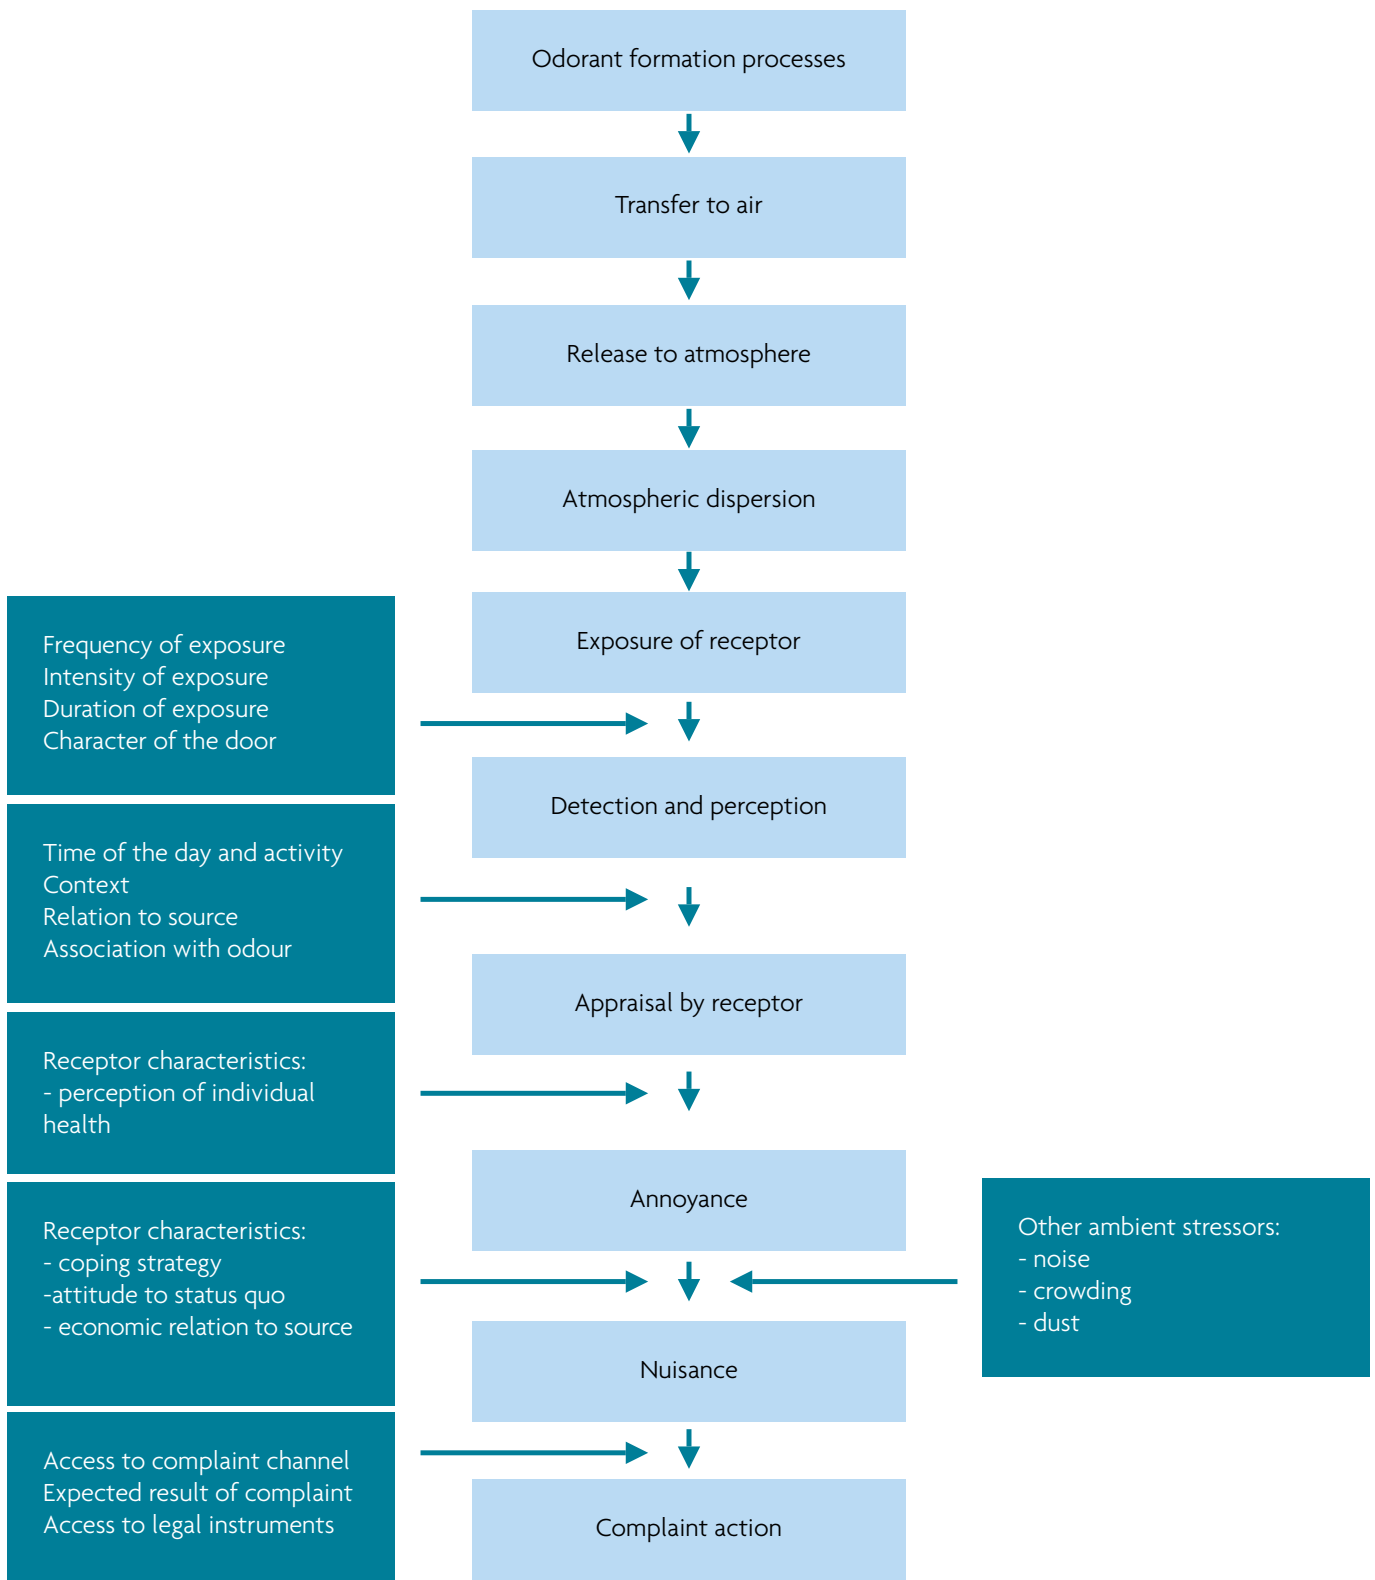 Odorant formation processes
Transfer to air
Release to atmosphere
Atmospheric dispersion
Exposure of receptor
Frequency of exposure
Intensity of exposure
Duration of exposure
Character of the door
Detection and perception
Time of the day and activity
Context
Relation to source
Association with odour
Appraisal by receptor
Receptor characteristics:
- perception of individual
health
Annoyance
Receptor characteristics:
- coping strategy
-attitude to status quo
- economic relation to source
Other ambient stressors:
- noise
- crowding
- dust
Nuisance
Access to complaint channel
Expected result of complaint
Access to legal instruments
Complaint action